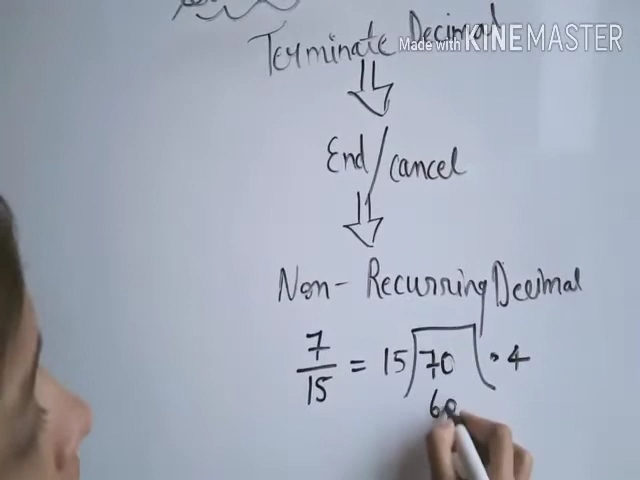 Terminate Decimal
Made with KINEMASTER
End/cancel
Non-Recurring Decimal
7/15 = 15)70(.4
60